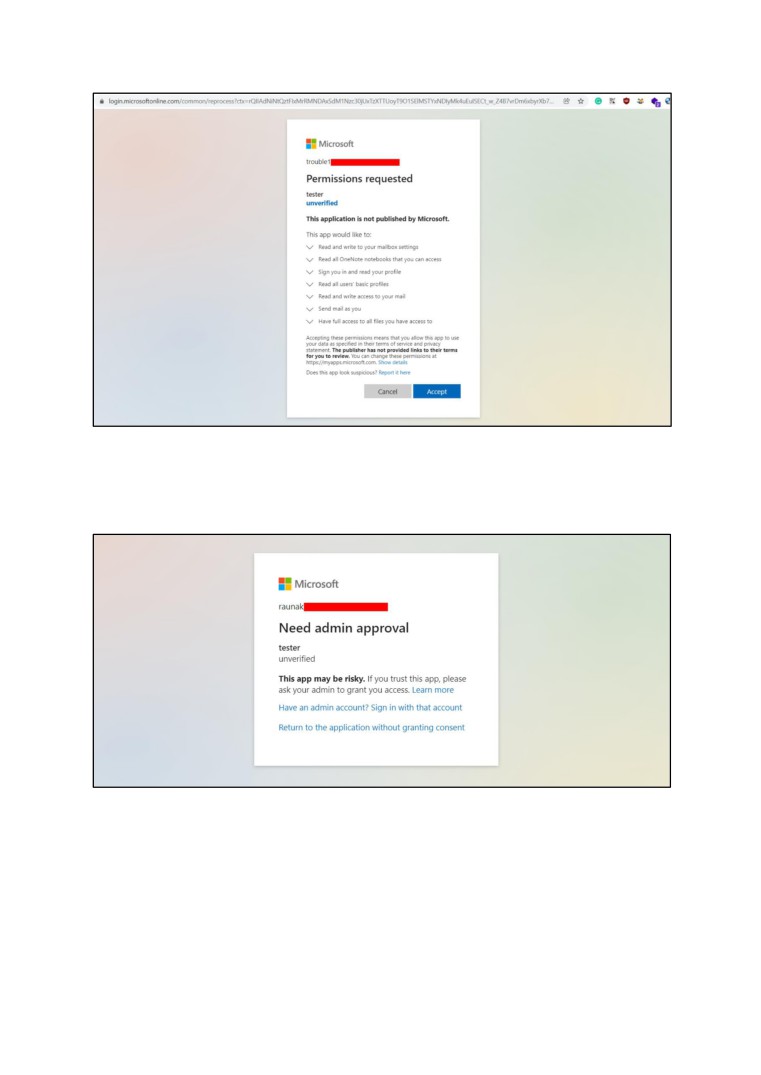 login.microsoftonline.com/common/reprocess?ctx=
Microsoft
trouble1
Permissions requested
tester
unverified
This application is not published by Microsoft.
This app would like to:
Read and write to your mailbox settings
Read all OneNote notebooks that you can access
Sign you in and read your profile
Read all users' basic profiles
Read and write access to your mail
Send mail as you
Have full access to all files you have access to
Accepting these permissions means that you allow this app to use
your data as specified in their terms of service and privacy
statement. The publisher has not provided links to their terms
for you to review. You can change these permissions at
https://myapps.microsoft.com. Show details
Does this app look suspicious? Report it here
Cancel Accept
Microsoft
raunak
Need admin approval
tester
unverified
This app may be risky. If you trust this app, please
ask your admin to grant you access. Learn more
Have an admin account? Sign in with that account
Return to the application without granting consent